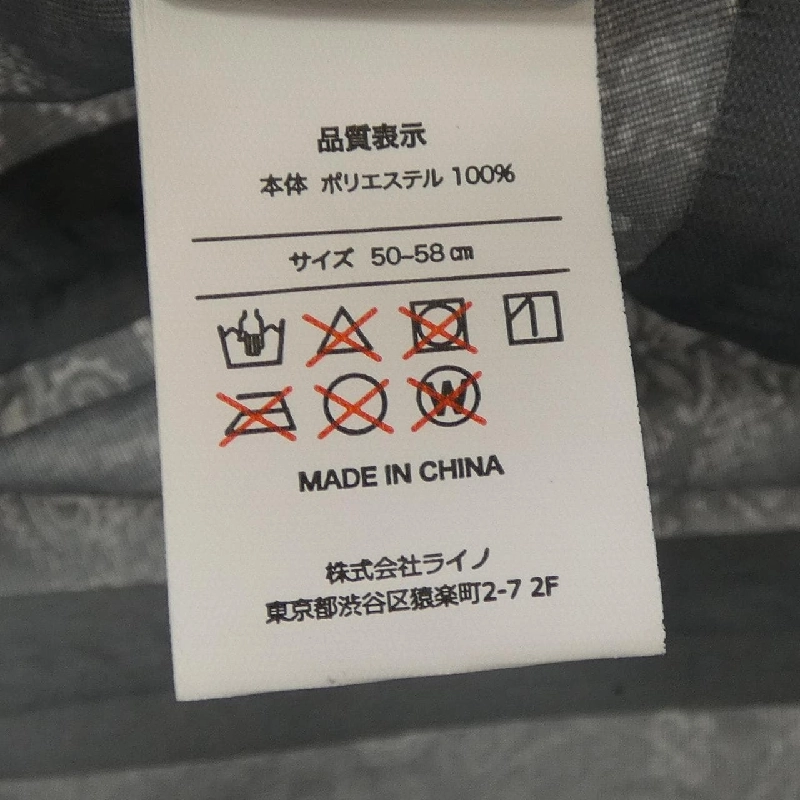 品質表示
本体 ポリエステル 100%
サイズ 50-58㎝
W
MADE IN CHINA
株式会社ライノ
東京都渋谷区猿楽町2-7 2F